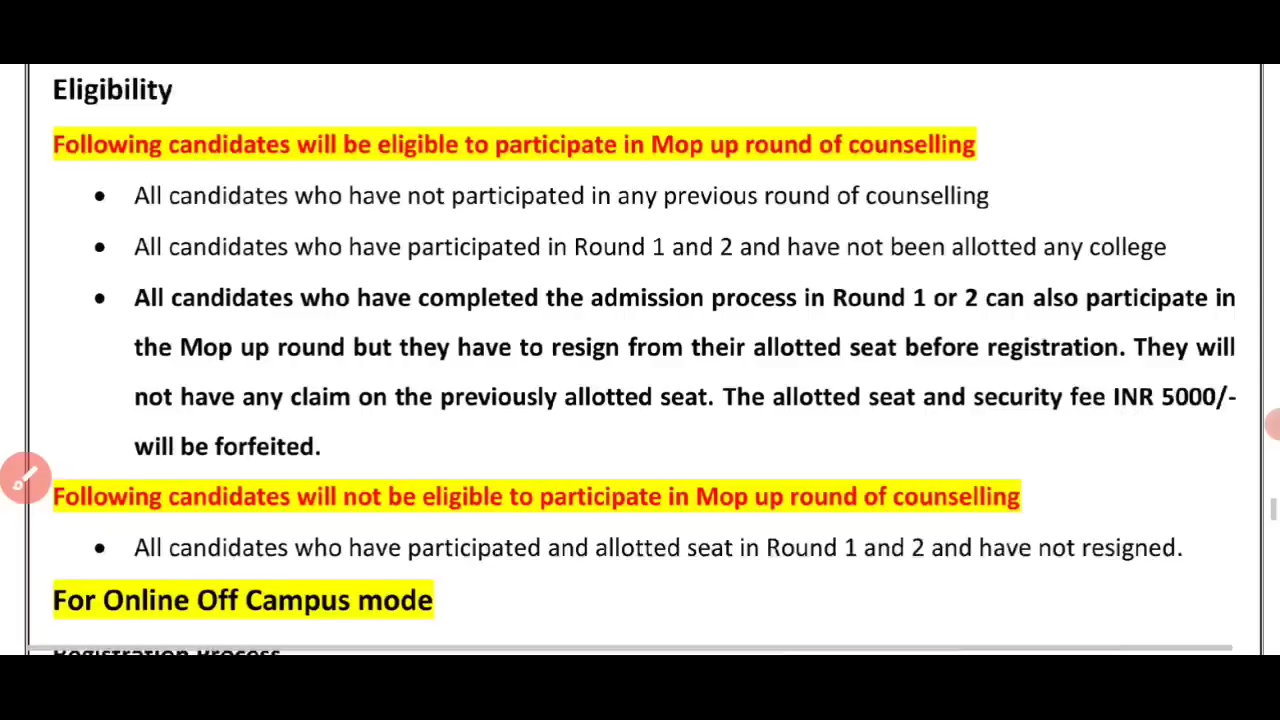 Eligibility
Following candidates will be eligible to participate in Mop up round of counselling
• All candidates who have not participated in any previous round of counselling
• All candidates who have participated in Round 1 and 2 and have not been allotted any college
• All candidates who have completed the admission process in Round 1 or 2 can also participate in
the Mop up round but they have to resign from their allotted seat before registration. They will
not have any claim on the previously allotted seat. The allotted seat and security fee INR 5000/-
will be forfeited.
Following candidates will not be eligible to participate in Mop up round of counselling
• All candidates who have participated and allotted seat in Round 1 and 2 and have not resigned.
For Online Off Campus mode
Registration Process